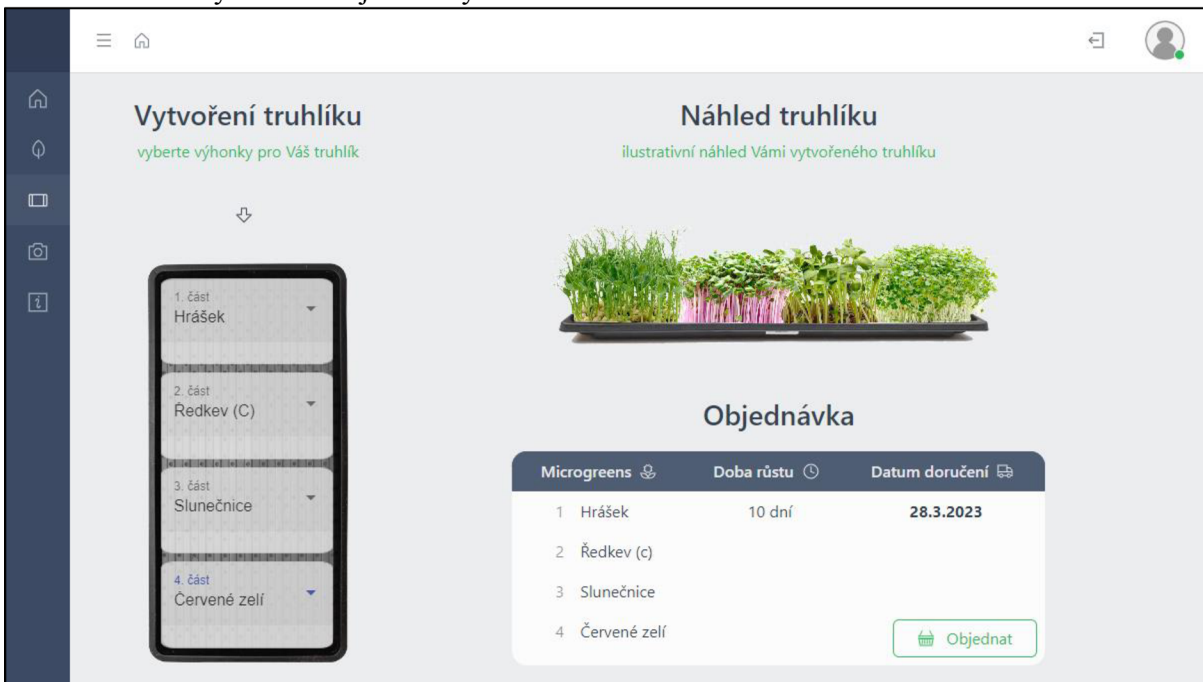 Vytvoření truhlíku
vyberte výhonky pro Váš truhlík
1. část
Hrášek
2. část
Ředkev (C)
3. část
Slunečnice
4. část
Červené zelí
Náhled truhlíku
ilustrativní náhled Vámi vytvořeného truhlíku
Objednávka
Microgreens Doba růstu Datum doručení
1 Hrášek 10 dní 28.3.2023
2 Ředkev (c)
3 Slunečnice
4 Červené zelí
Objednat